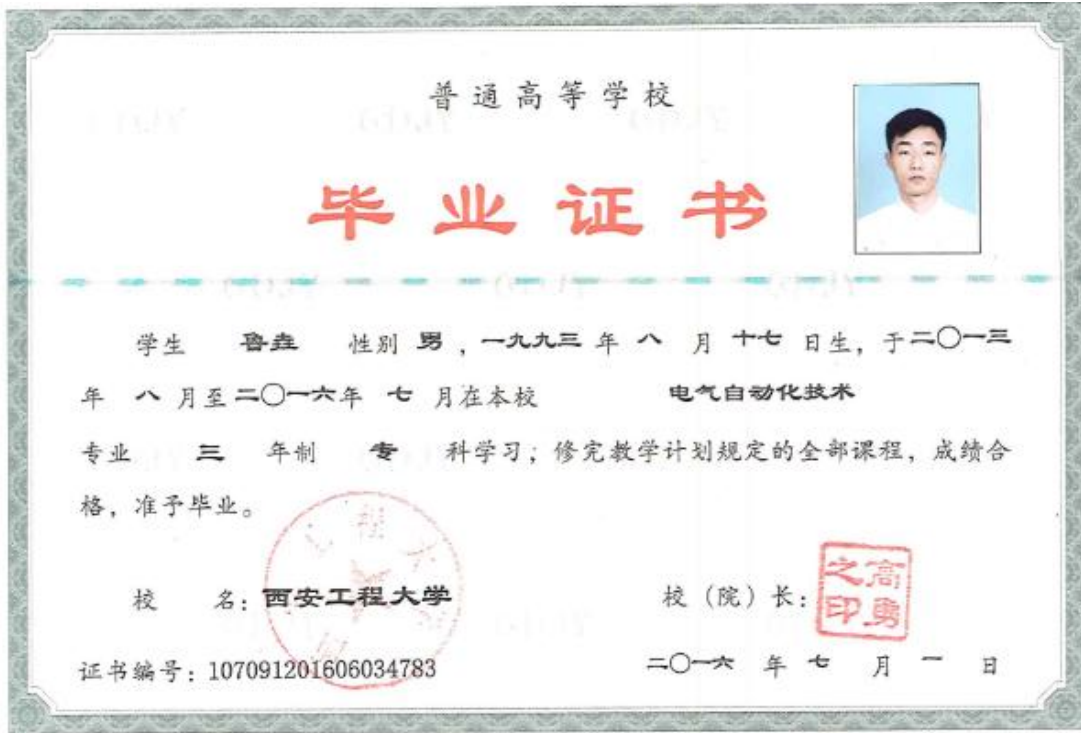 普通高等学校
毕业证书
学生 鲁垚 性别 男，一九九三 年 八 月 十七 日生，于二〇一三
年 八 月至二〇一六年 七 月在本校 电气自动化技术
专业 三 年制 专 科学习；修完教学计划规定的全部课程，成绩合
格，准予毕业。
校 名：西安工程大学
校（院）长：
高勇之印
证书编号：107091201606034783
二〇一六 年 七 月 一 日